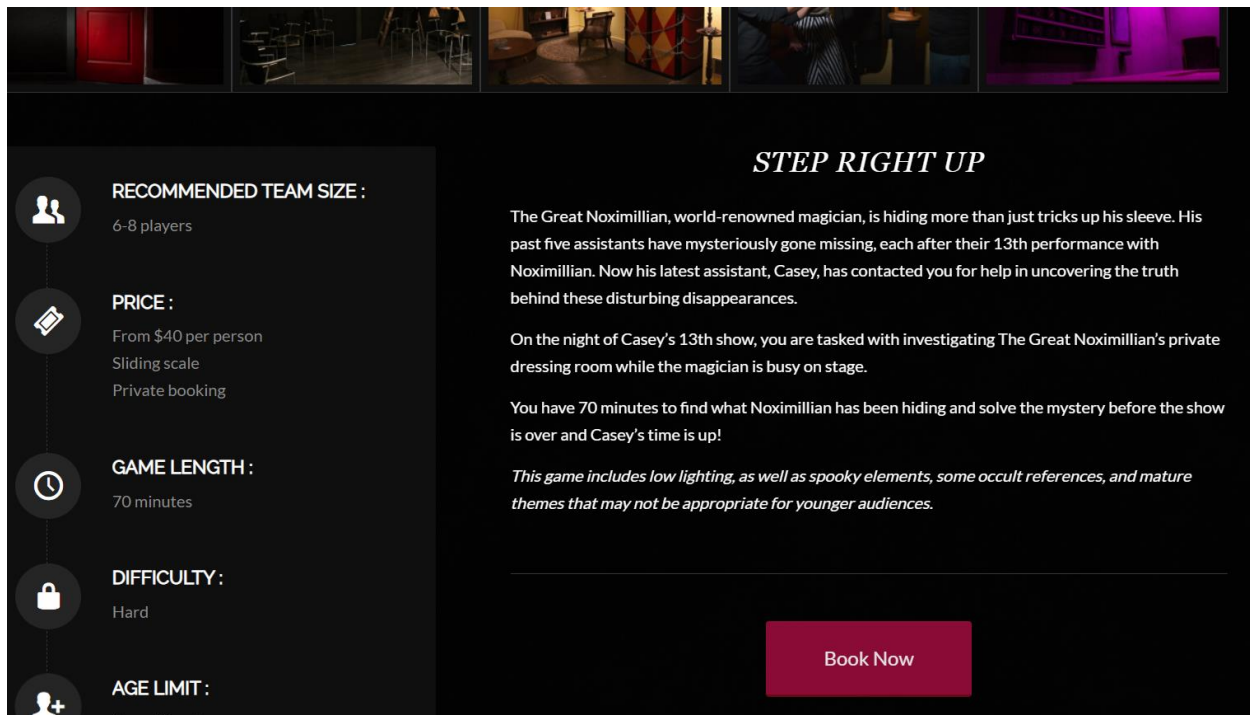 RECOMMENDED TEAM SIZE :
6-8 players
PRICE :
From $40 per person
Sliding scale
Private booking
GAME LENGTH :
70 minutes
DIFFICULTY :
Hard
AGE LIMIT :
STEP RIGHT UP
The Great Noximillian, world-renowned magician, is hiding more than just tricks up his sleeve. His
past five assistants have mysteriously gone missing, each after their 13th performance with
Noximillian. Now his latest assistant, Casey, has contacted you for help in uncovering the truth
behind these disturbing disappearances.
On the night of Casey’s 13th show, you are tasked with investigating The Great Noximillian’s private
dressing room while the magician is busy on stage.
You have 70 minutes to find what Noximillian has been hiding and solve the mystery before the show
is over and Casey’s time is up!
This game includes low lighting, as well as spooky elements, some occult references, and mature
themes that may not be appropriate for younger audiences.
Book Now